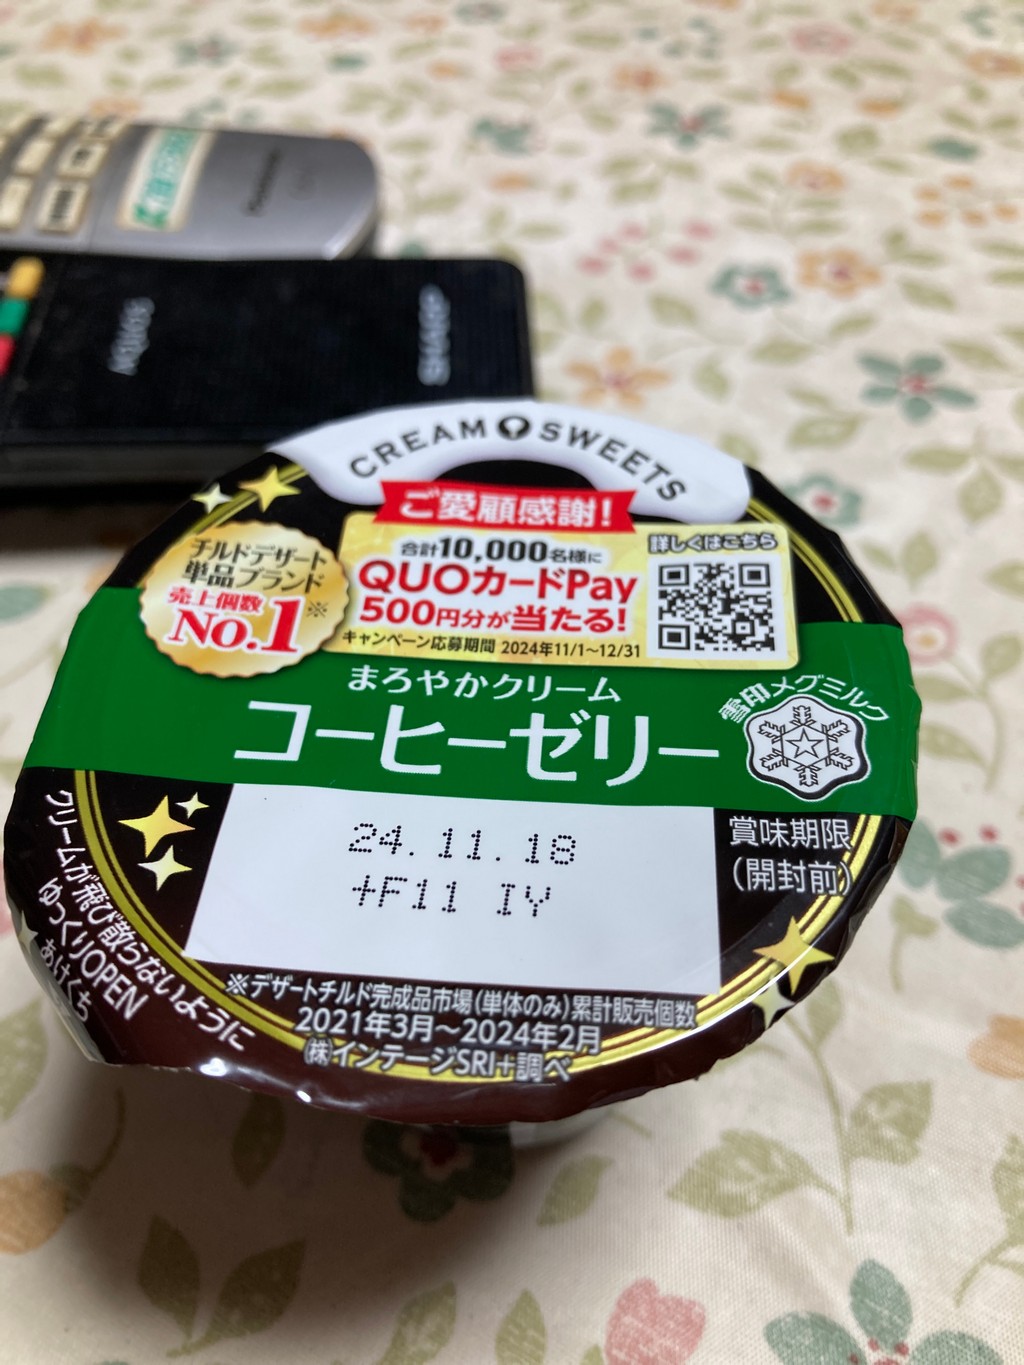 AQUOS
SHARP
Panasonic
CREAM SWEETS
ご愛顧感謝!
チルドデザート
単品ブランド
売上個数
No.1※
合計10,000名様に
QUOカードPay
500円分が当たる!
キャンペーン応募期間 2024年11/1~12/31
詳しくはこちら
まろやかクリーム
コーヒーゼリー
雪印メグミルク
24.11.18
+F11 IY
賞味期限
(開封前)
クリームが飛び散らないように
ゆっくりOPEN
あけくち
※デザートチルド完成品市場(単体のみ)累計販売個数
2021年3月~2024年2月
㈱インテージSRI+調べ